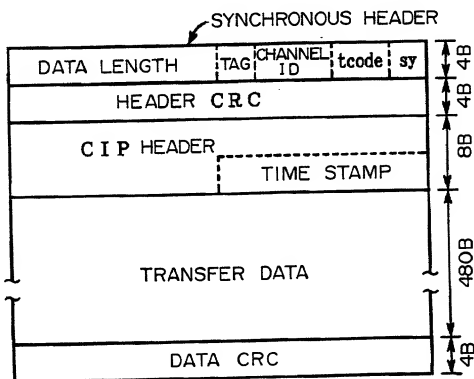 SYNCHRONOUS HEADER
DATA LENGTH TAG CHANNEL ID tcode sy 4B
HEADER CRC 4B
CIP HEADER 8B
TIME STAMP
TRANSFER DATA 480B
DATA CRC 4B